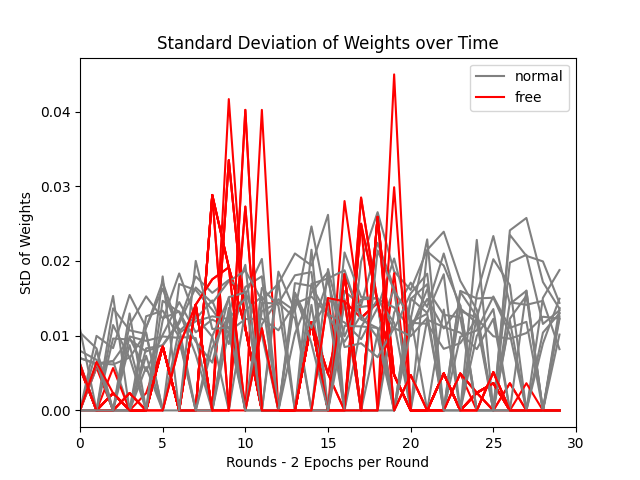 Standard Deviation of Weights over Time
normal
free
StD of Weights
0.04
0.03
0.02
0.01
0.00
0 5 10 15 20 25 30
Rounds - 2 Epochs per Round